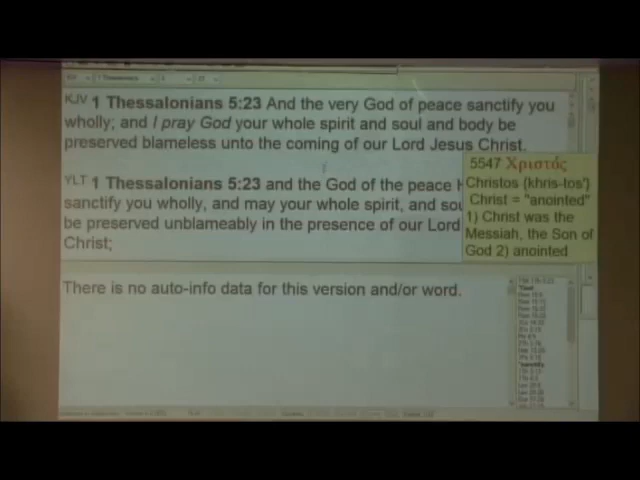 KJV 1 Thessalonians 5:23 And the very God of peace sanctify you
wholly; and I pray God your whole spirit and soul and body be
preserved blameless unto the coming of our Lord Jesus Christ.
YLT 1 Thessalonians 5:23 and the God of the peace
sanctify you wholly, and may your whole spirit, and sou
be preserved unblameably in the presence of our Lord
Christ;
5547 Χριστός
Christos {khris-tos'}
Christ = "anointed"
1) Christ was the
Messiah, the Son of
God 2) anointed
There is no auto-info data for this version and/or word.